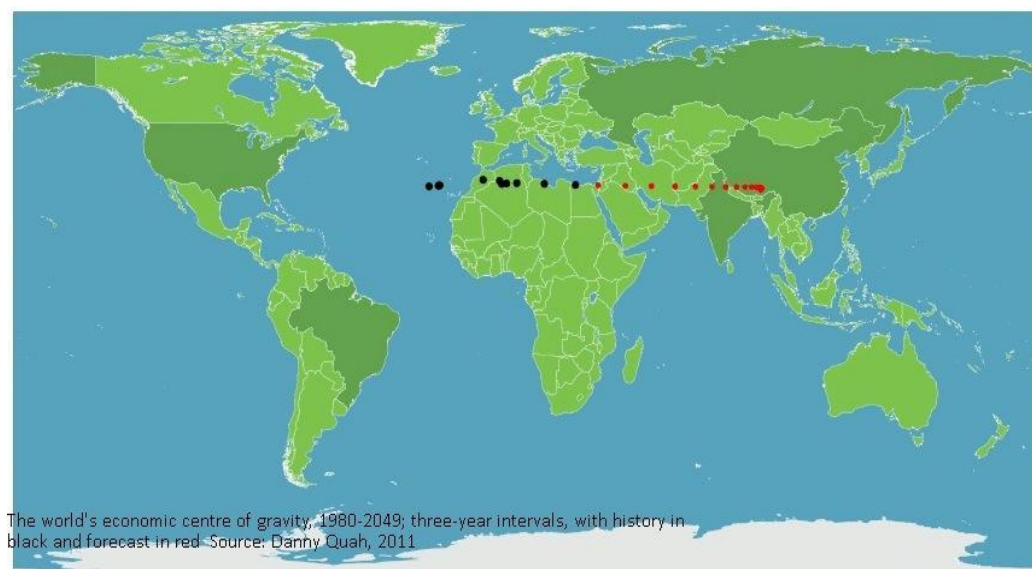 The world's economic centre of gravity, 1980-2049; three-year intervals, with history in
black and forecast in red Source: Danny Quah, 2011